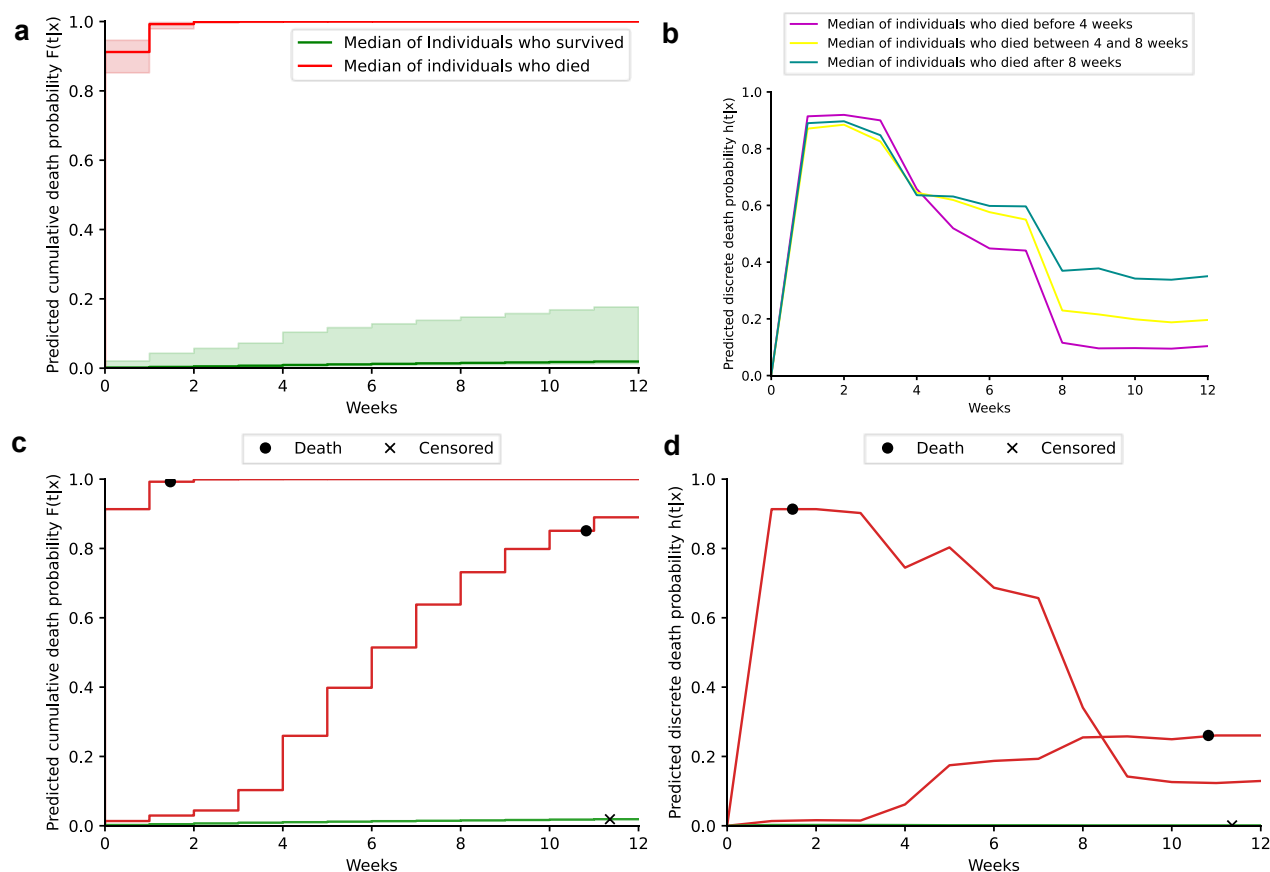 a
Median of Individuals who survived
Median of individuals who died
Predicted cumulative death probability F(t|x)
1.0
0.8
0.6
0.4
0.2
0.0
0 2 4 6 8 10 12
Weeks
b
Median of individuals who died before 4 weeks
Median of individuals who died between 4 and 8 weeks
Median of individuals who died after 8 weeks
Predicted discrete death probability h(t|x)
1.0
0.8
0.6
0.4
0.2
0.0
0 2 4 6 8 10 12
Weeks
c
Death Censored
Predicted cumulative death probability F(t|x)
1.0
0.8
0.6
0.4
0.2
0.0
0 2 4 6 8 10 12
Weeks
d
Death Censored
Predicted discrete death probability h(t|x)
1.0
0.8
0.6
0.4
0.2
0.0
0 2 4 6 8 10 12
Weeks